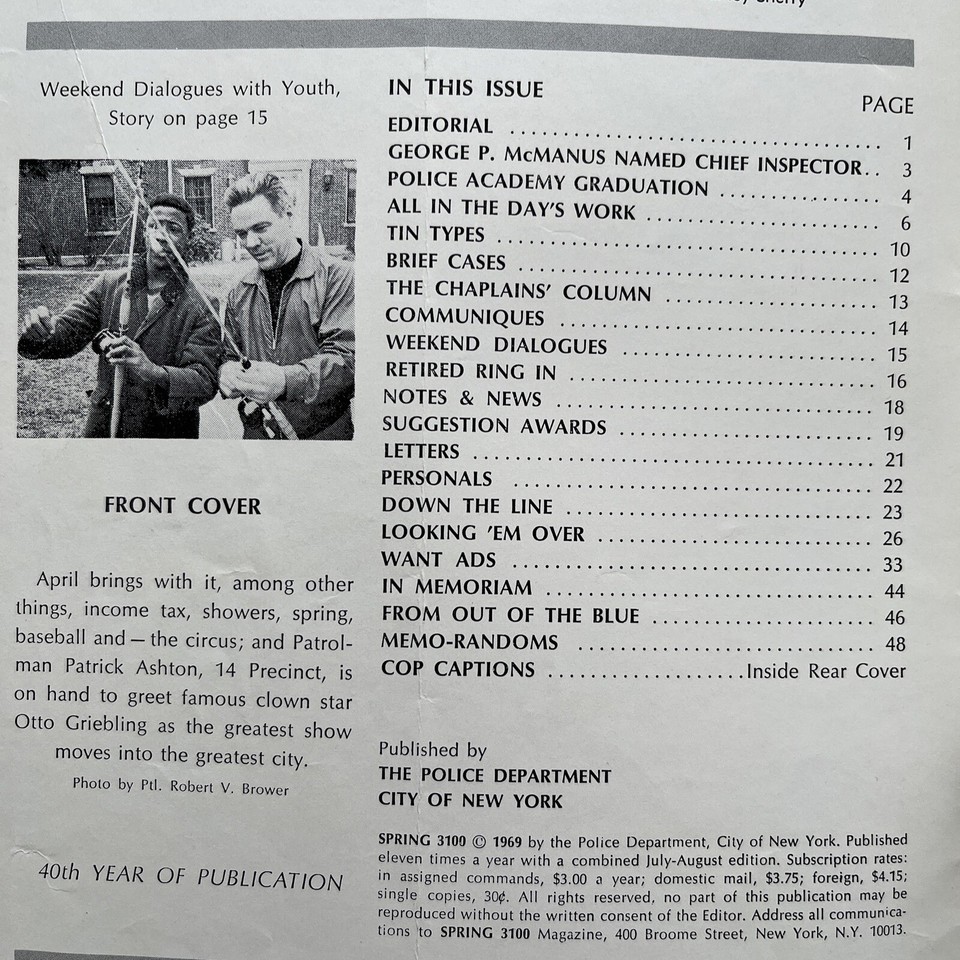 Cherry
Weekend Dialogues with Youth,
Story on page 15
FRONT COVER
April brings with it, among other
things, income tax, showers, spring,
baseball and — the circus; and Patrol-
man Patrick Ashton, 14 Precinct, is
on hand to greet famous clown star
Otto Griebling as the greatest show
moves into the greatest city.
Photo by Ptl. Robert V. Brower
40th YEAR OF PUBLICATION
IN THIS ISSUE
PAGE
EDITORIAL .................................... 1
GEORGE P. McMANUS NAMED CHIEF INSPECTOR.. 3
POLICE ACADEMY GRADUATION ................ 4
ALL IN THE DAY'S WORK ....................... 6
TIN TYPES .................................... 10
BRIEF CASES .................................. 12
THE CHAPLAINS' COLUMN ..................... 13
COMMUNIQUES .............................. 14
WEEKEND DIALOGUES ........................ 15
RETIRED RING IN ............................. 16
NOTES & NEWS .............................. 18
SUGGESTION AWARDS ........................ 19
LETTERS ...................................... 21
PERSONALS .................................. 22
DOWN THE LINE ............................. 23
LOOKING 'EM OVER .......................... 26
WANT ADS .................................. 33
IN MEMORIAM ............................... 44
FROM OUT OF THE BLUE ..................... 46
MEMO-RANDOMS ............................ 48
COP CAPTIONS ...................Inside Rear Cover
Published by
THE POLICE DEPARTMENT
CITY OF NEW YORK
SPRING 3100 © 1969 by the Police Department, City of New York. Published
eleven times a year with a combined July-August edition. Subscription rates:
in assigned commands, $3.00 a year; domestic mail, $3.75; foreign, $4.15;
single copies, 30¢. All rights reserved, no part of this publication may be
reproduced without the written consent of the Editor. Address all communica-
tions to SPRING 3100 Magazine, 400 Broome Street, New York, N.Y. 10013.